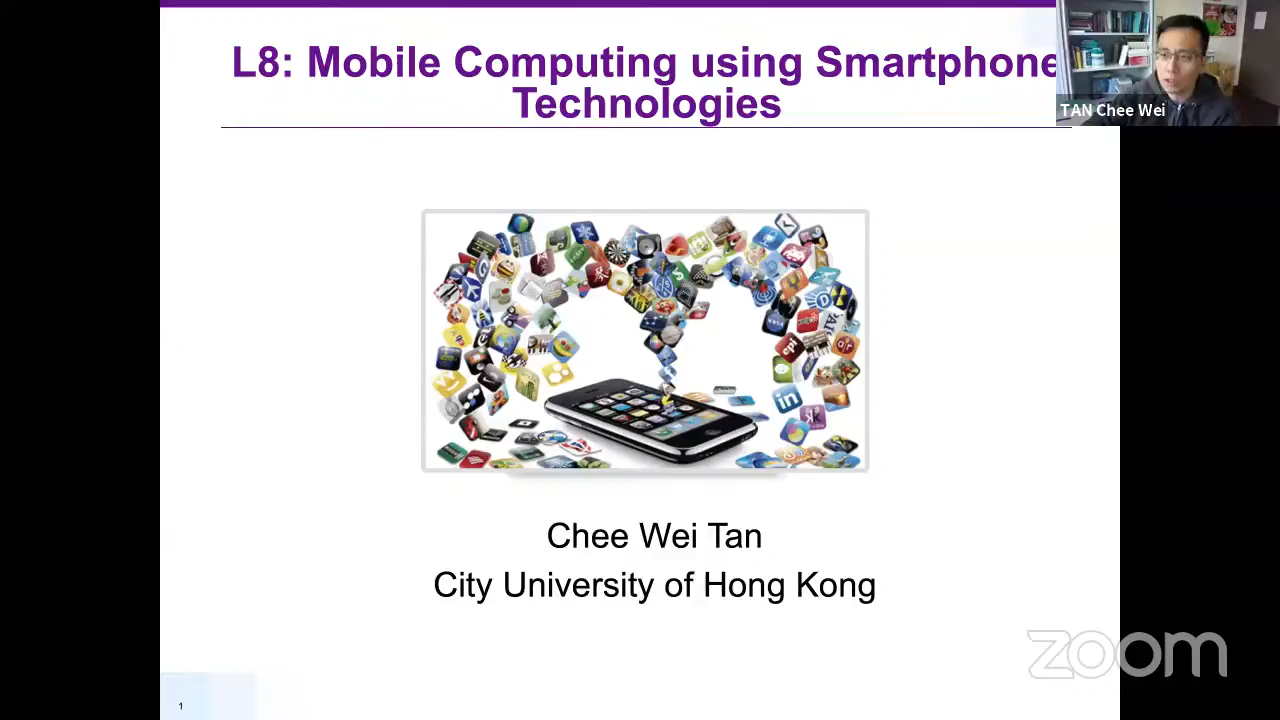 L8: Mobile Computing using Smartphone
Technologies
TAN Chee Wei
Chee Wei Tan
City University of Hong Kong
zoom
1